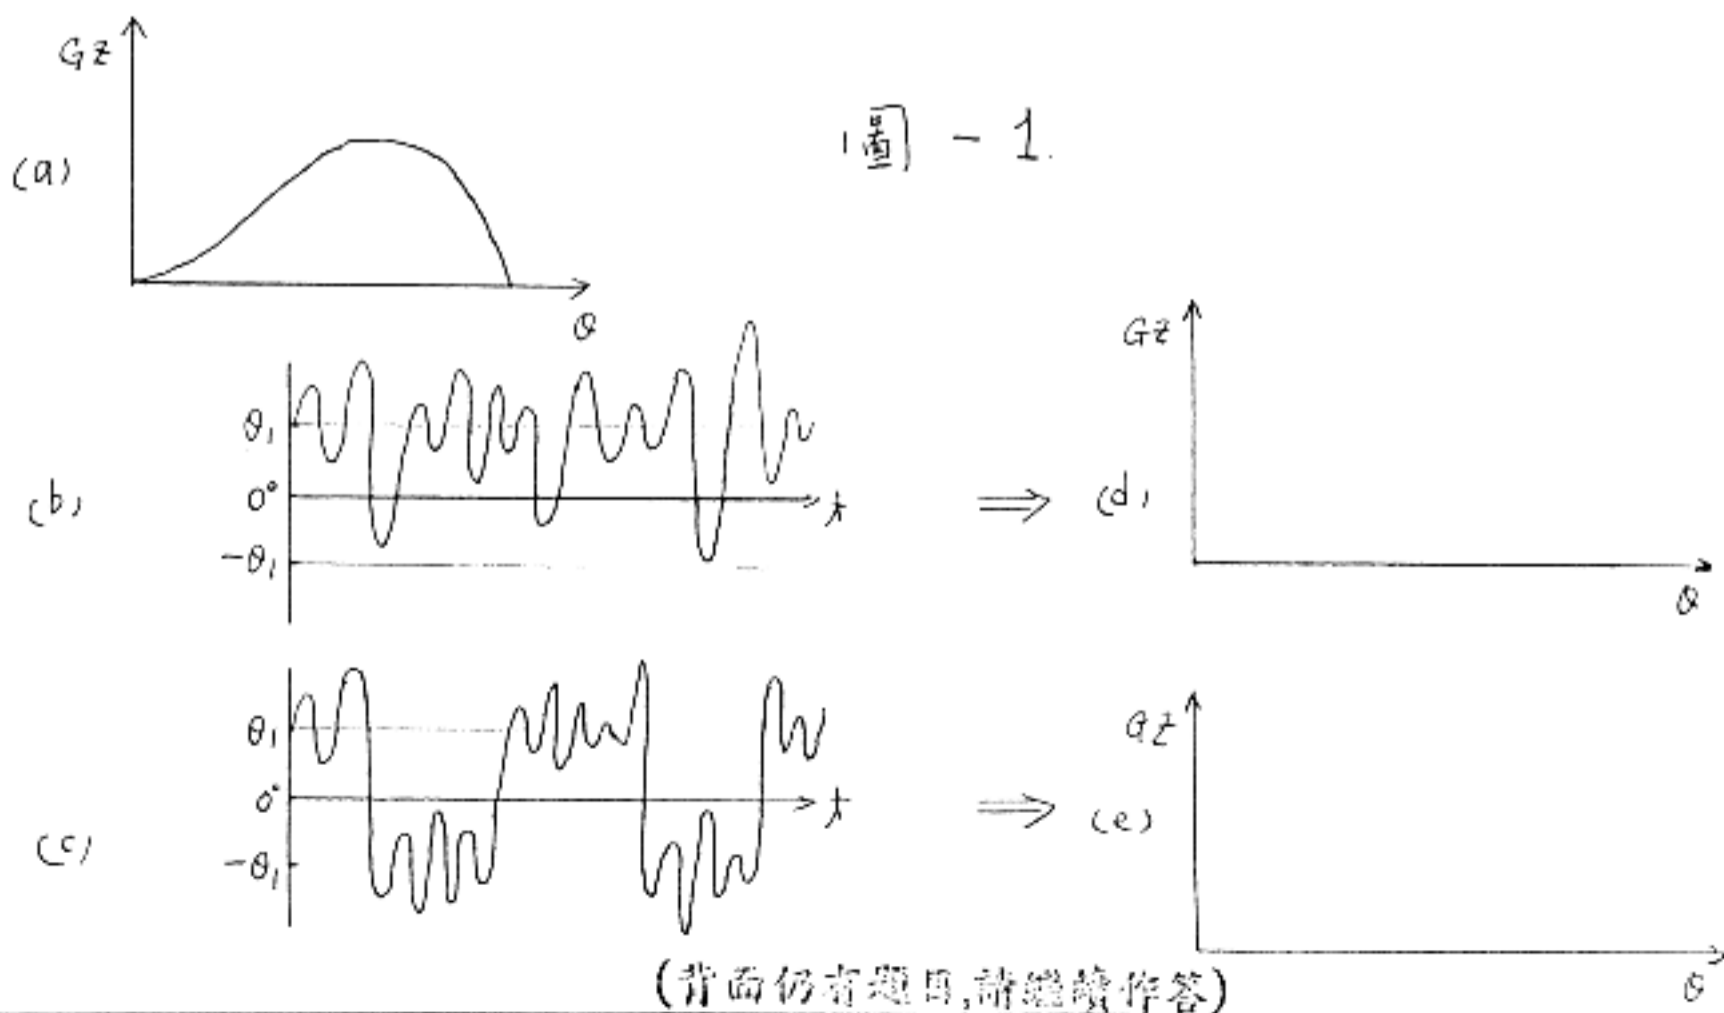 GZ
圖 - 1.
(a)
θ
θ₁
0°
-θ₁
t
(b)
⇒ (d)
GZ
θ
θ₁
0°
-θ₁
t
(c)
⇒ (e)
GZ
θ
(背面仍有題目,請繼續作答)